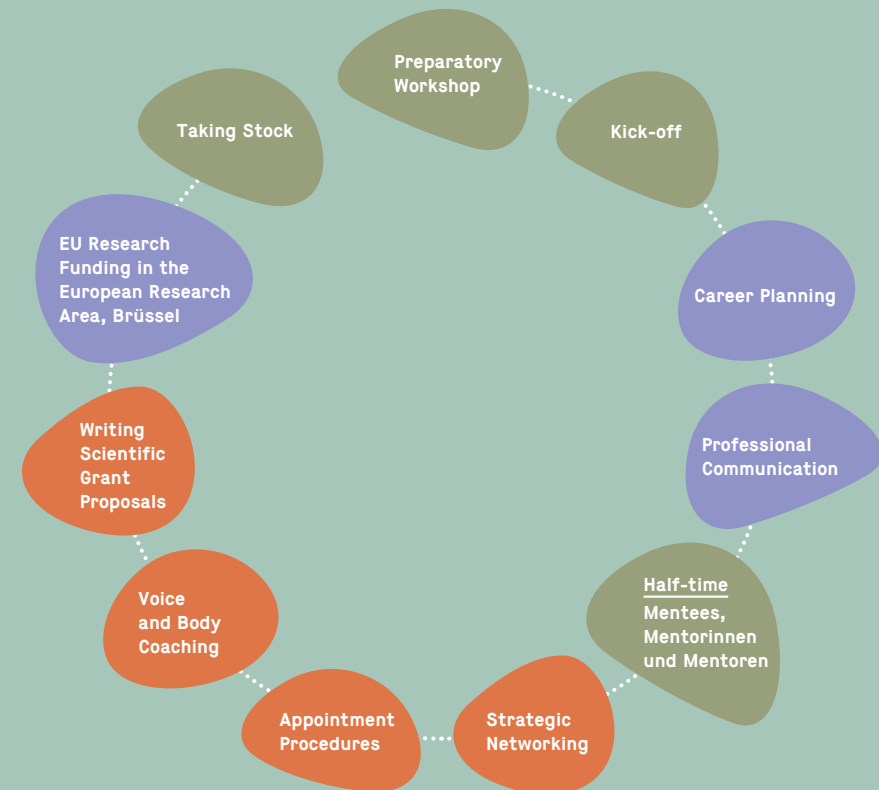 Preparatory
Workshop
Kick-off
Career Planning
Professional
Communication
Half-time
Mentees,
Mentorinnen
und Mentoren
Strategic
Networking
Appointment
Procedures
Voice
and Body
Coaching
Writing
Scientific
Grant
Proposals
EU Research
Funding in the
European Research
Area, Brüssel
Taking Stock